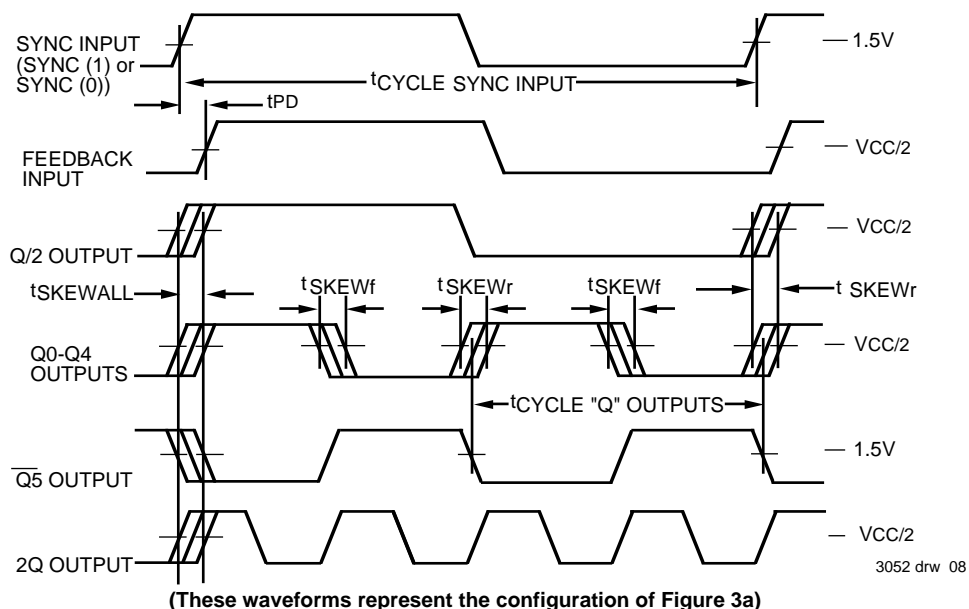 SYNC INPUT
(SYNC (1) or
SYNC (0))
1.5V
tCYCLE SYNC INPUT
tPD
FEEDBACK
INPUT
VCC/2
Q/2 OUTPUT
VCC/2
tSKEWALL
tSKEWf
tSKEWr
tSKEWf
t SKEWr
Q0-Q4
OUTPUTS
VCC/2
tCYCLE "Q" OUTPUTS
Q5 OUTPUT
1.5V
2Q OUTPUT
VCC/2
3052 drw 08
(These waveforms represent the configuration of Figure 3a)